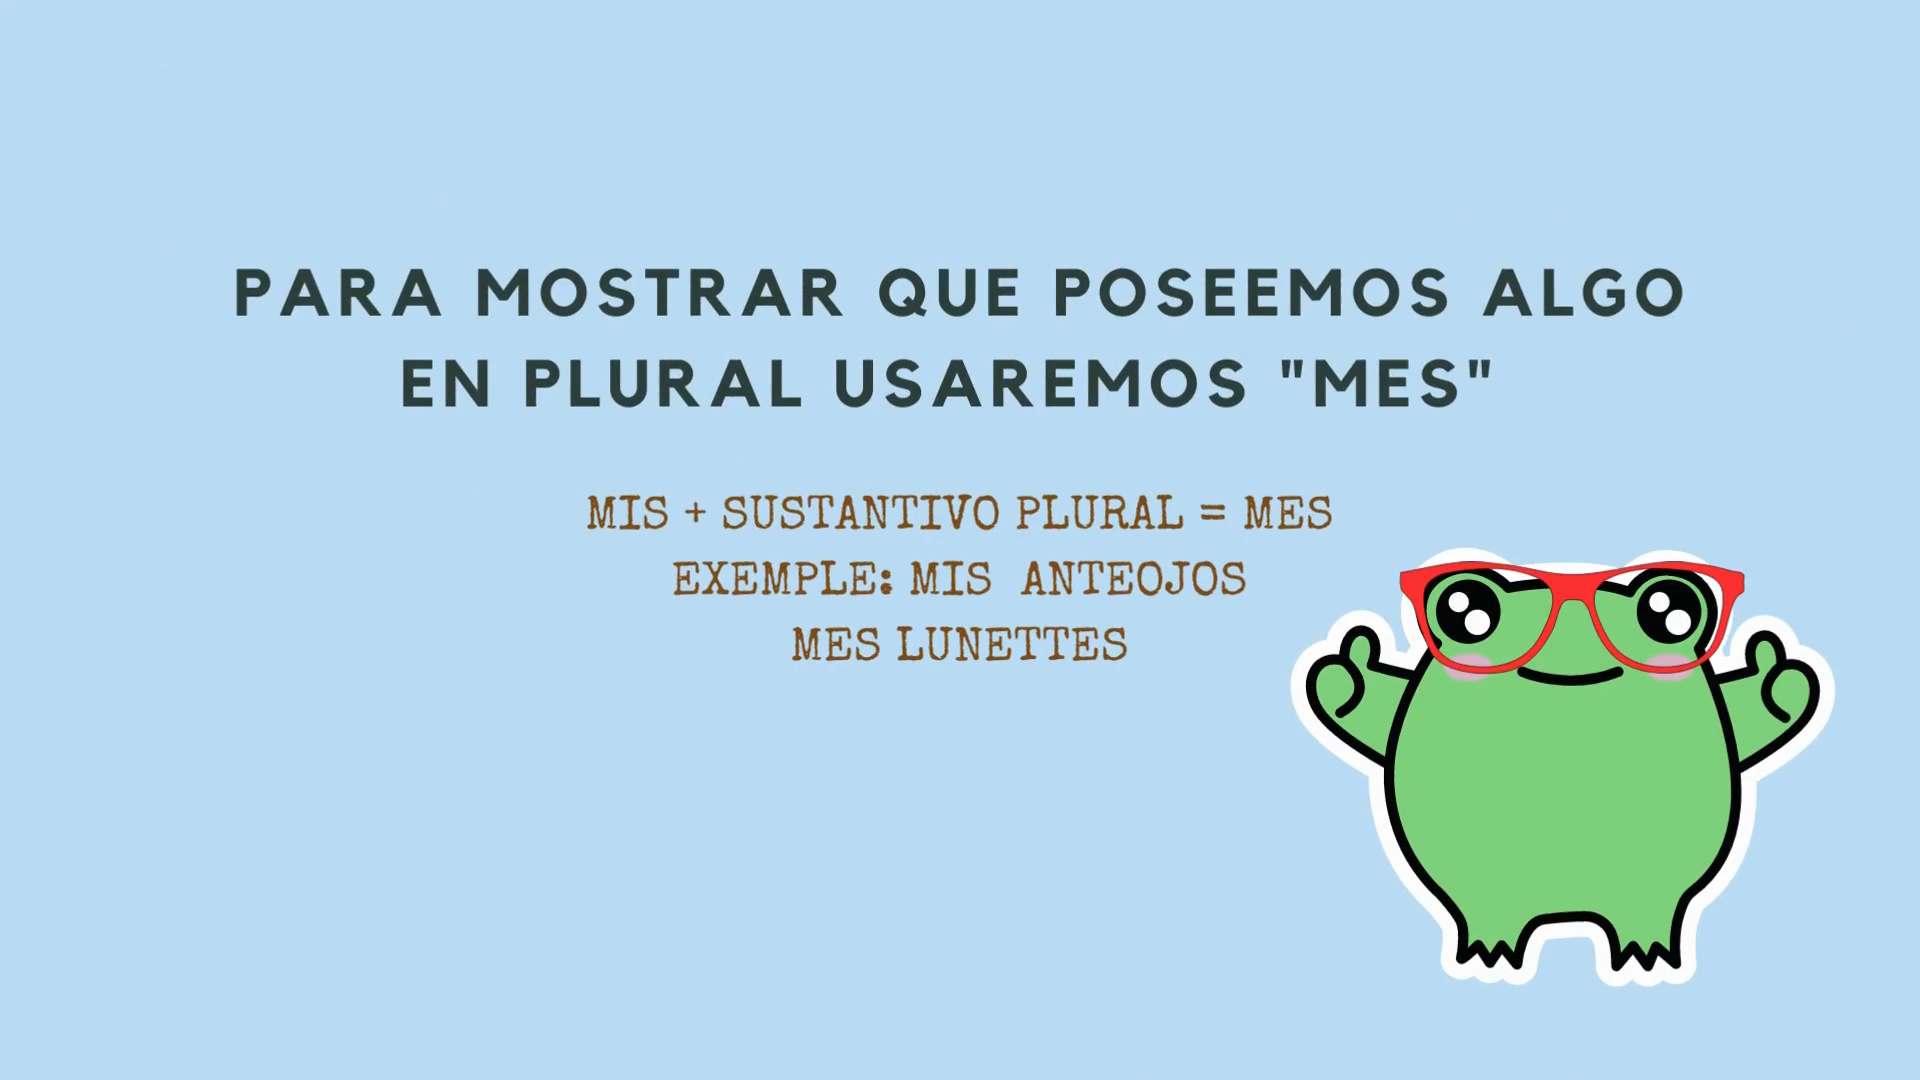 PARA MOSTRAR QUE POSEEMOS ALGO
EN PLURAL USAREMOS "MES"
MIS + SUSTANTIVO PLURAL = MES
EXEMPLE: MIS ANTEOJOS
MES LUNETTES